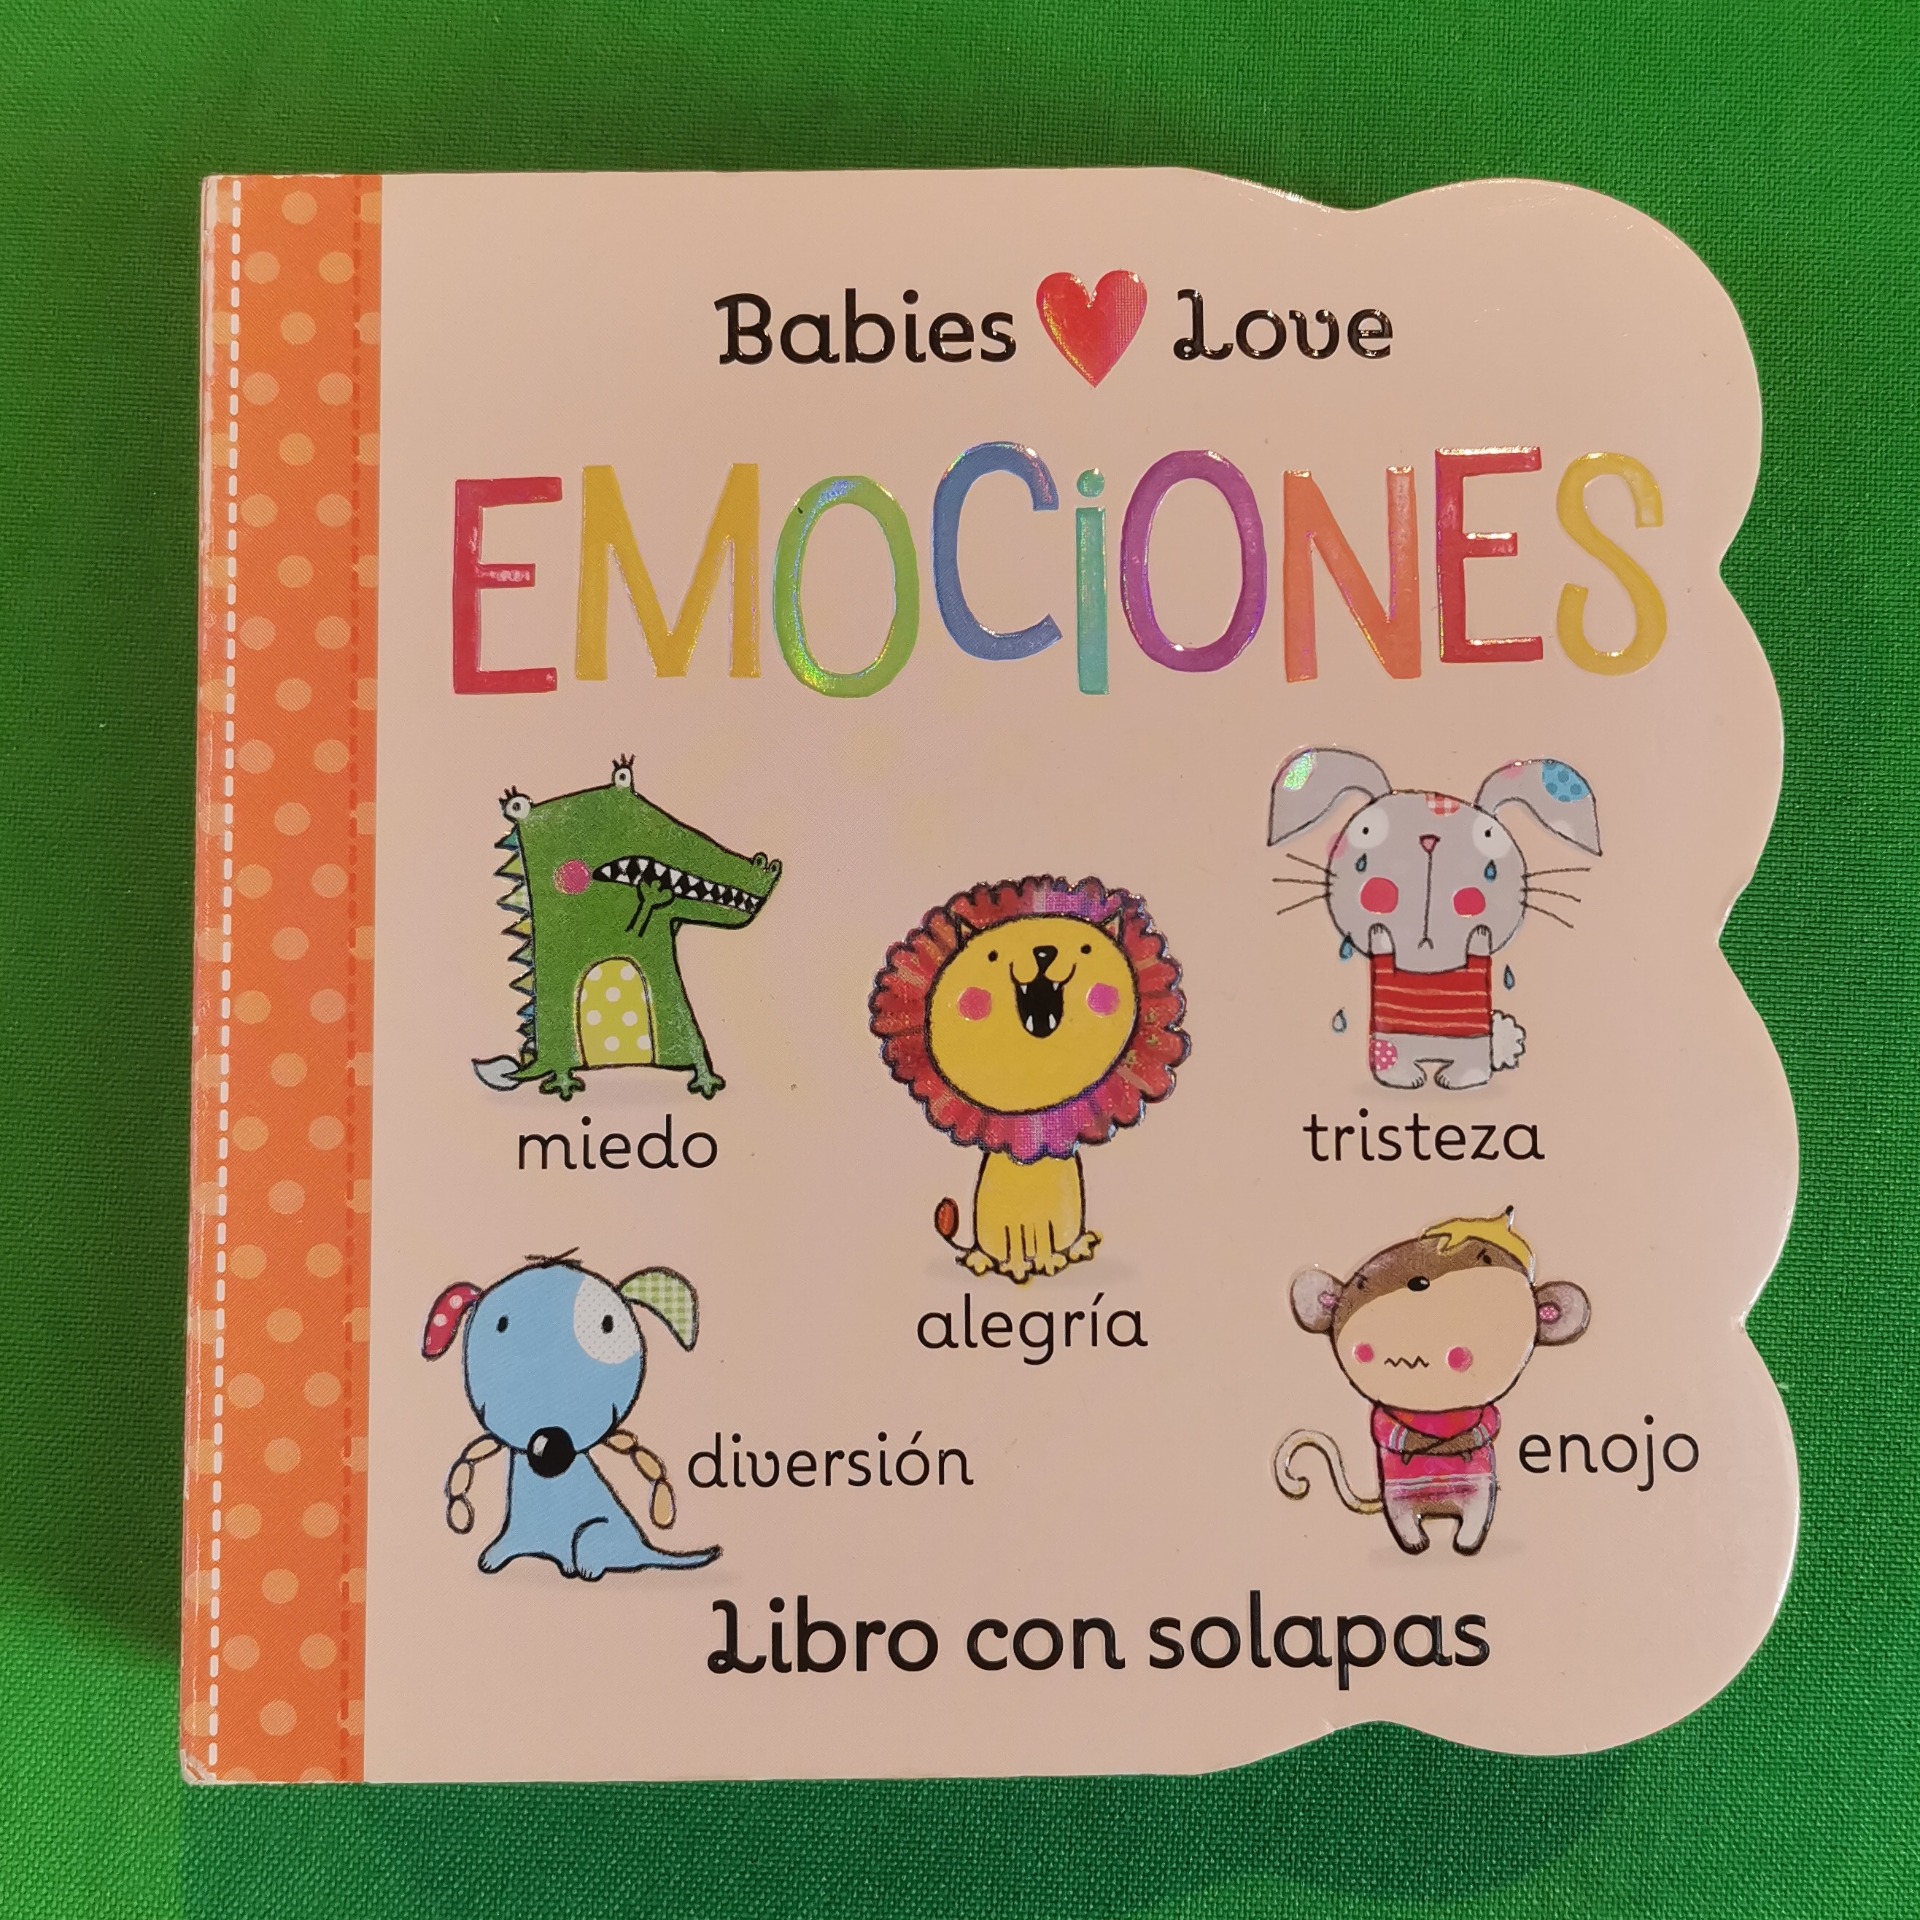 Babies Love
EMOCiONES
miedo
tristeza
alegría
diversión
enojo
Libro con solapas